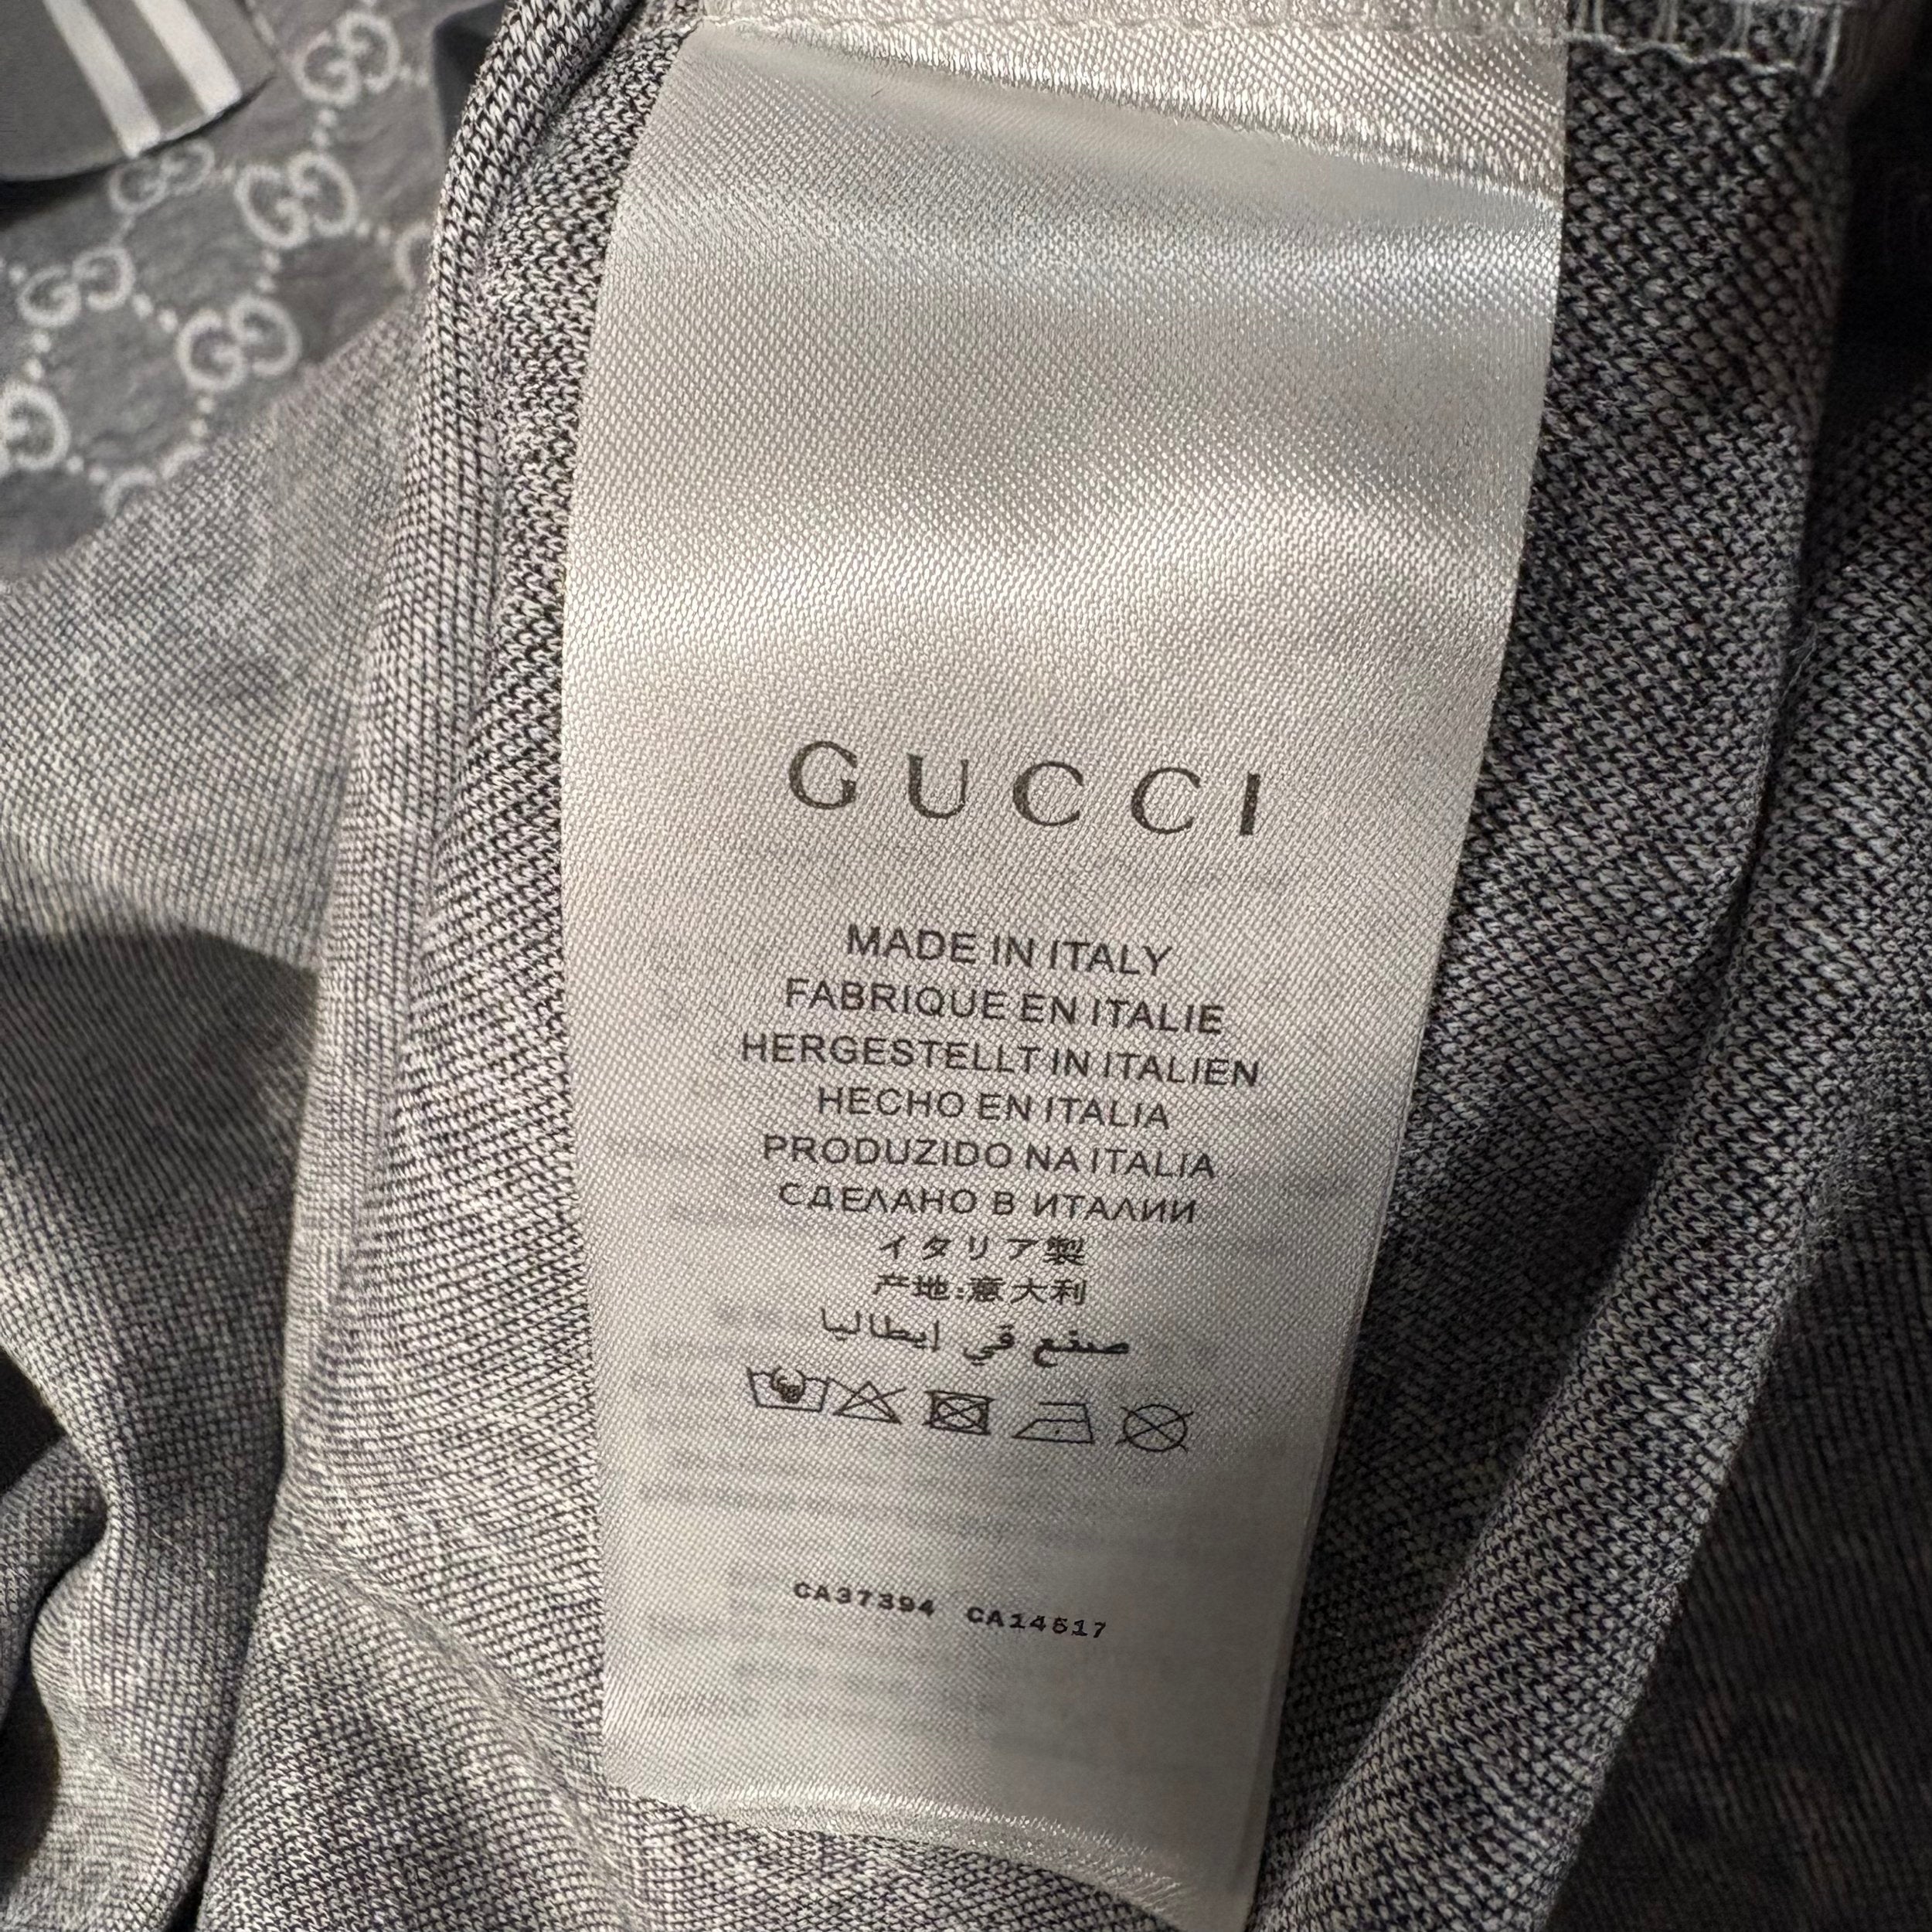 GUCCI
MADE IN ITALY
FABRIQUE EN ITALIE
HERGESTELLT IN ITALIEN
HECHO EN ITALIA
PRODUZIDO NA ITALIA
СДЕЛАНО В ИТАЛИИ
イタリア製
产地:意大利
صنع في إيطاليا
CA37394 CA14517